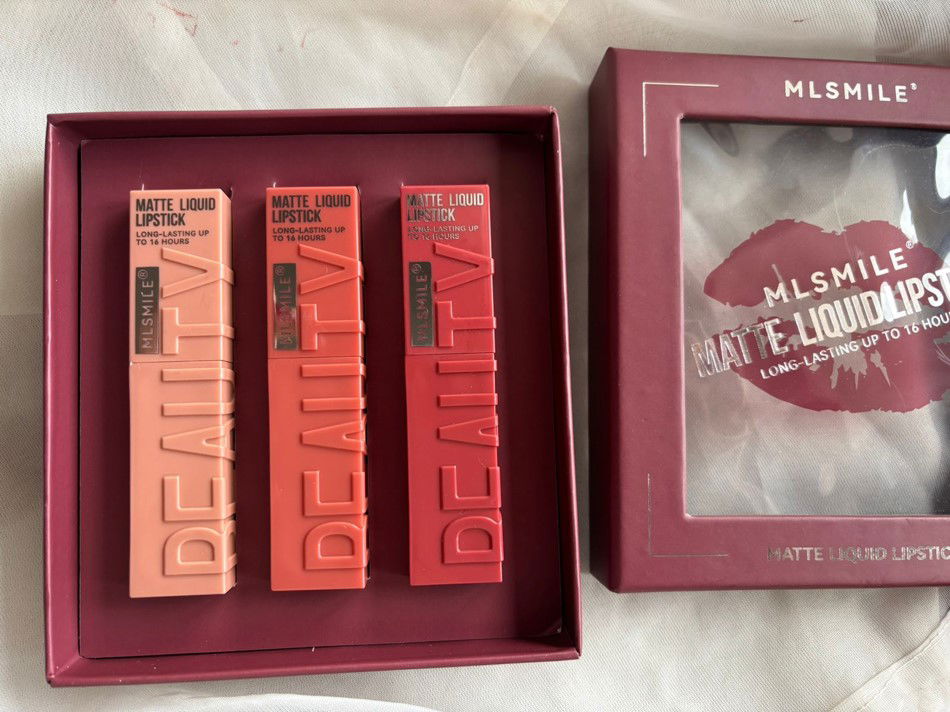 MATTE LIQUID
LIPSTICK
LONG-LASTING UP
TO 16 HOURS
MLSMILE®
BEAUTY
MATTE LIQUID
LIPSTICK
LONG-LASTING UP
TO 16 HOURS
MLSMILE®
BEAUTY
MATTE LIQUID
LIPSTICK
LONG-LASTING UP
TO 16 HOURS
MLSMILE®
BEAUTY
MLSMILE®
MLSMILE®
MATTE LIQUID LIPST
LONG-LASTING UP TO 16 HOU
MATTE LIQUID LIPSTIC